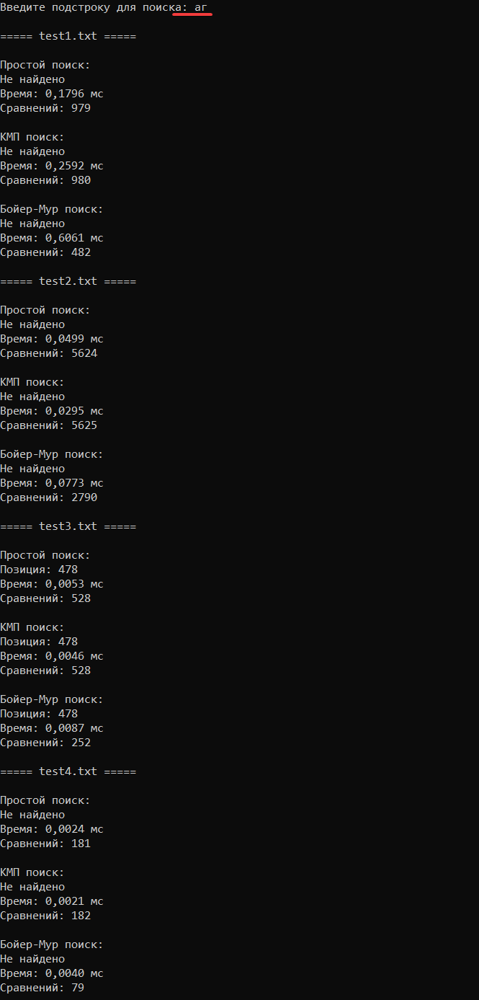 Введите подстроку для поиска: аг
===== test1.txt =====
Простой поиск:
Не найдено
Время: 0,1796 мс
Сравнений: 979
КМП поиск:
Не найдено
Время: 0,2592 мс
Сравнений: 980
Бойер-Мур поиск:
Не найдено
Время: 0,6061 мс
Сравнений: 482
===== test2.txt =====
Простой поиск:
Не найдено
Время: 0,0499 мс
Сравнений: 5624
КМП поиск:
Не найдено
Время: 0,0295 мс
Сравнений: 5625
Бойер-Мур поиск:
Не найдено
Время: 0,0773 мс
Сравнений: 2790
===== test3.txt =====
Простой поиск:
Позиция: 478
Время: 0,0053 мс
Сравнений: 528
КМП поиск:
Позиция: 478
Время: 0,0046 мс
Сравнений: 528
Бойер-Мур поиск:
Позиция: 478
Время: 0,0087 мс
Сравнений: 252
===== test4.txt =====
Простой поиск:
Не найдено
Время: 0,0024 мс
Сравнений: 181
КМП поиск:
Не найдено
Время: 0,0021 мс
Сравнений: 182
Бойер-Мур поиск:
Не найдено
Время: 0,0040 мс
Сравнений: 79